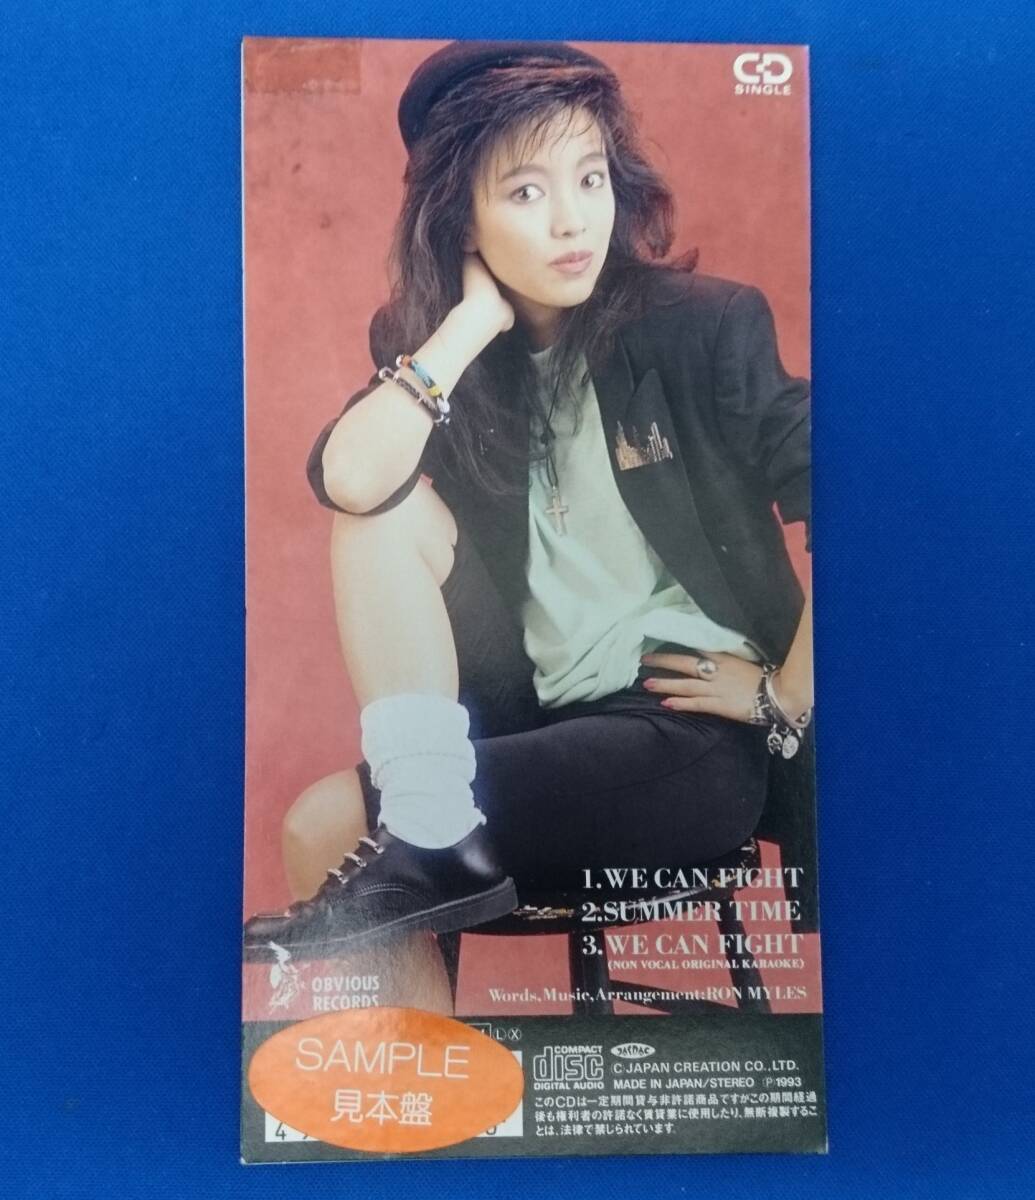 CD
SINGLE
1.WE CAN FIGHT
2.SUMMER TIME
3.WE CAN FIGHT
(NON VOCAL ORIGINAL KARAOKE)
OBVIOUS
RECORDS
Words,Music,Arrangement:RON MYLES
L X
SAMPLE
見本盤
COMPACT
disc
DIGITAL AUDIO
C JAPAN CREATION CO.,LTD.
MADE IN JAPAN/STEREO Ⓟ1993
このCDは一定期間貸与非許諾商品ですがこの期間経過
後も権利者の許諾なく賃貸業に使用したり、無断複製するこ
とは、法律で禁じられています。